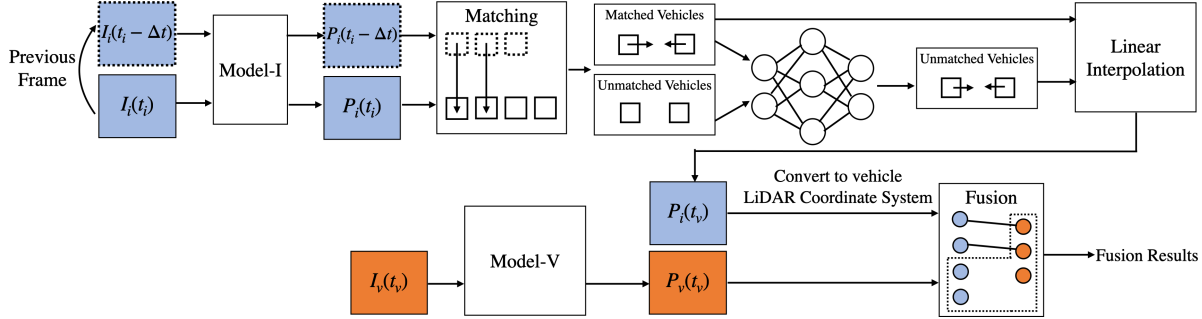 Previous
Frame
I_i(t_i − Δt)
I_i(t_i)
Model-I
P_i(t_i − Δt)
P_i(t_i)
Matching
Matched Vehicles
Unmatched Vehicles
Unmatched Vehicles
Linear
Interpolation
P_i(t_v)
Convert to vehicle
LiDAR Coordinate System
I_v(t_v)
Model-V
P_v(t_v)
Fusion
Fusion Results